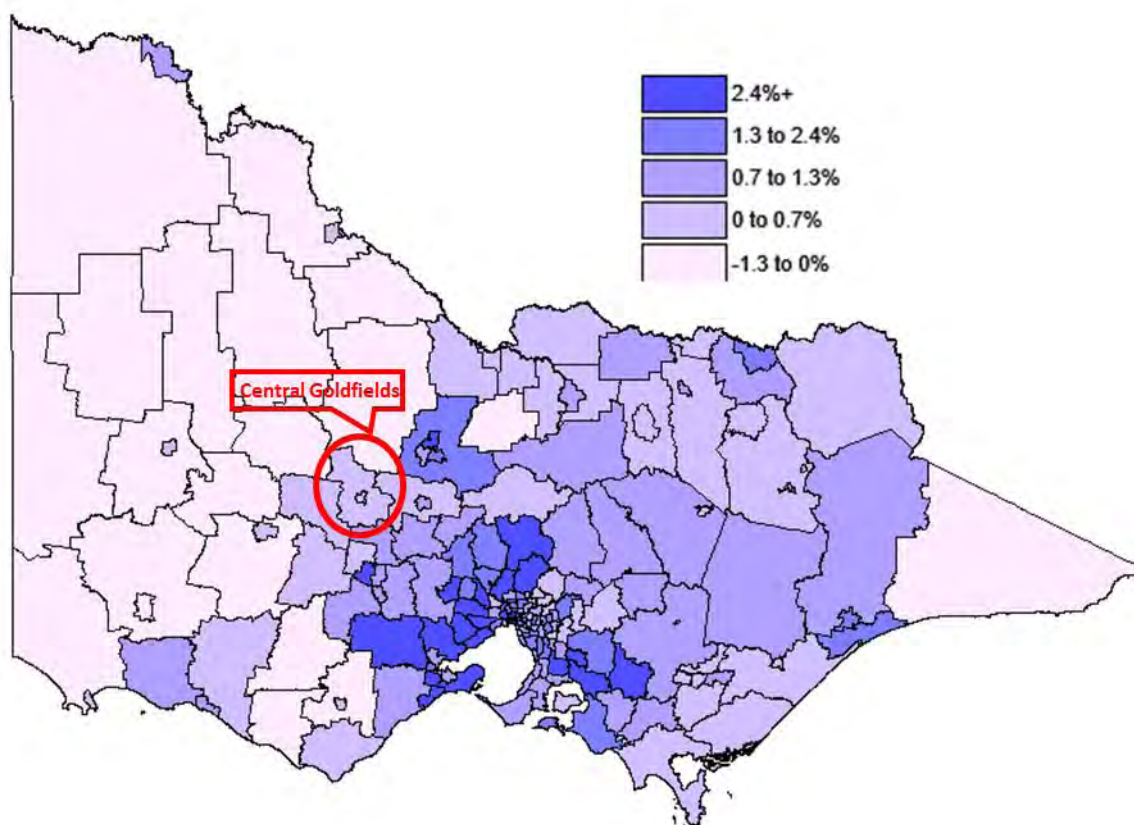 2.4%+
1.3 to 2.4%
0.7 to 1.3%
0 to 0.7%
-1.3 to 0%
Central Goldfields